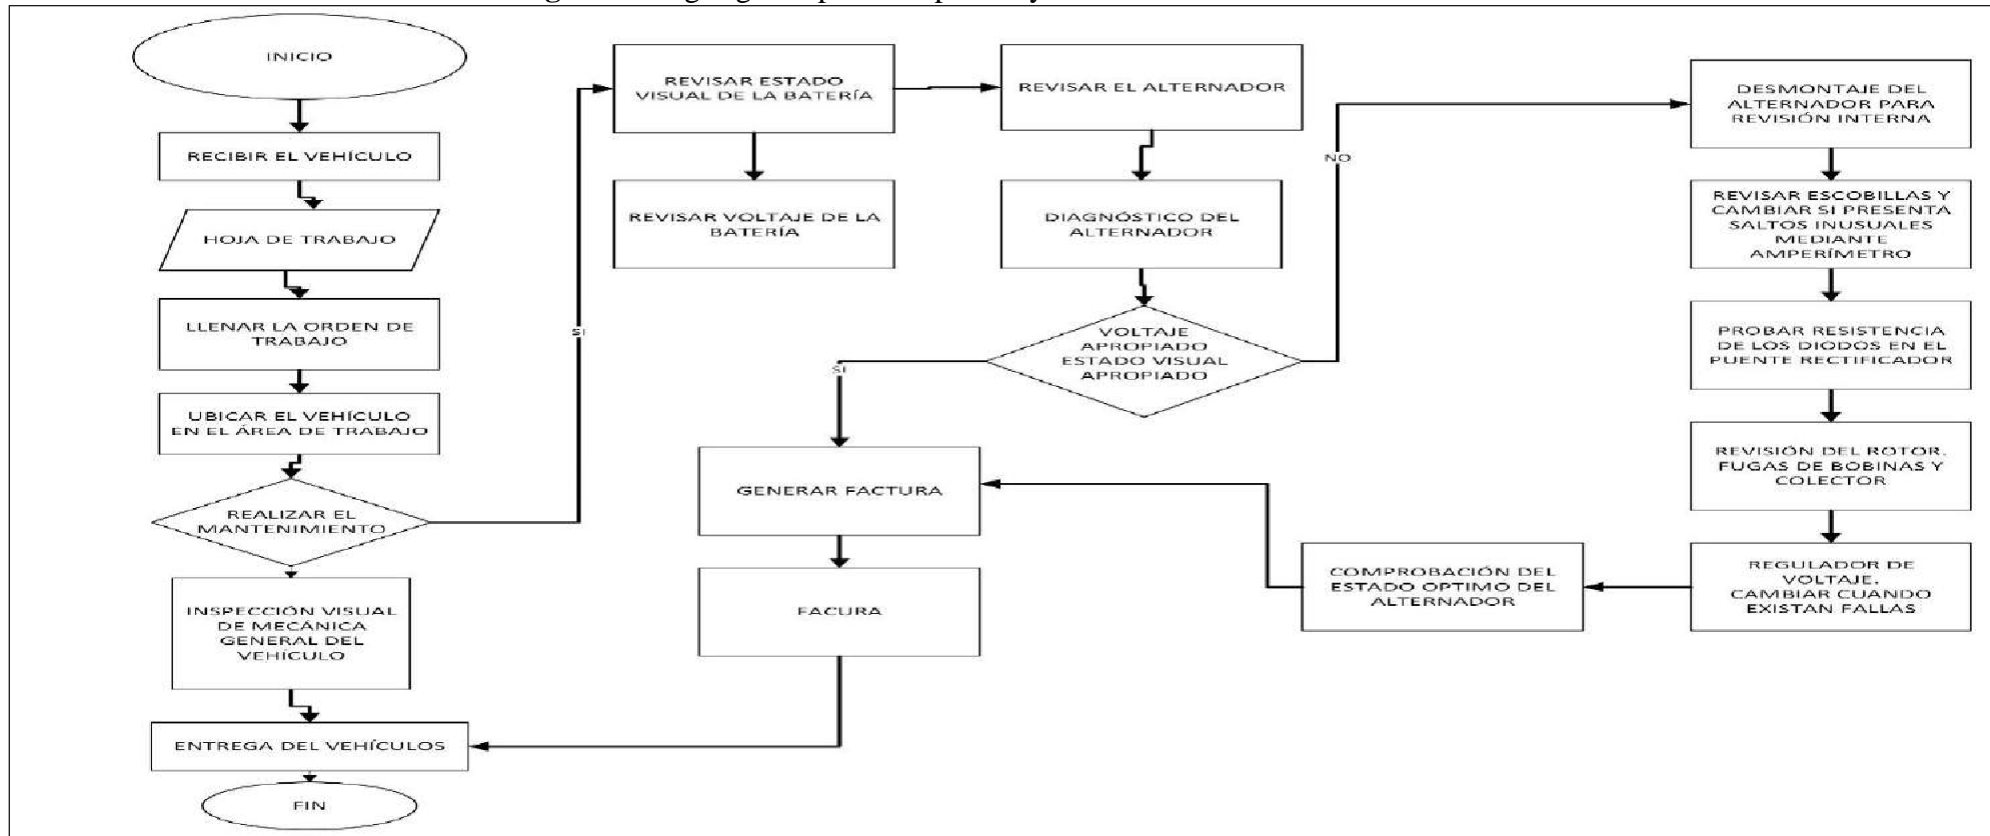 INICIO
RECIBIR EL VEHÍCULO
HOJA DE TRABAJO
LLENAR LA ORDEN DE
TRABAJO
UBICAR EL VEHÍCULO
EN EL ÁREA DE TRABAJO
REALIZAR EL
MANTENIMIENTO
INSPECCIÓN VISUAL
DE MECÁNICA
GENERAL DEL
VEHÍCULO
ENTREGA DEL VEHÍCULOS
FIN
SI
REVISAR ESTADO
VISUAL DE LA BATERÍA
REVISAR VOLTAJE DE LA
BATERÍA
REVISAR EL ALTERNADOR
DIAGNÓSTICO DEL
ALTERNADOR
VOLTAJE
APROPIADO
ESTADO VISUAL
APROPIADO
SI
GENERAR FACTURA
FACURA
NO
DESMONTAJE DEL
ALTERNADOR PARA
REVISIÓN INTERNA
REVISAR ESCOBILLAS Y
CAMBIAR SI PRESENTA
SALTOS INUSUALES
MEDIANTE
AMPERÍMETRO
PROBAR RESISTENCIA
DE LOS DIODOS EN EL
PUENTE RECTIFICADOR
REVISIÓN DEL ROTOR.
FUGAS DE BOBINAS Y
COLECTOR
REGULADOR DE
VOLTAJE.
CAMBIAR CUANDO
EXISTAN FALLAS
COMPROBACIÓN DEL
ESTADO OPTIMO DEL
ALTERNADOR